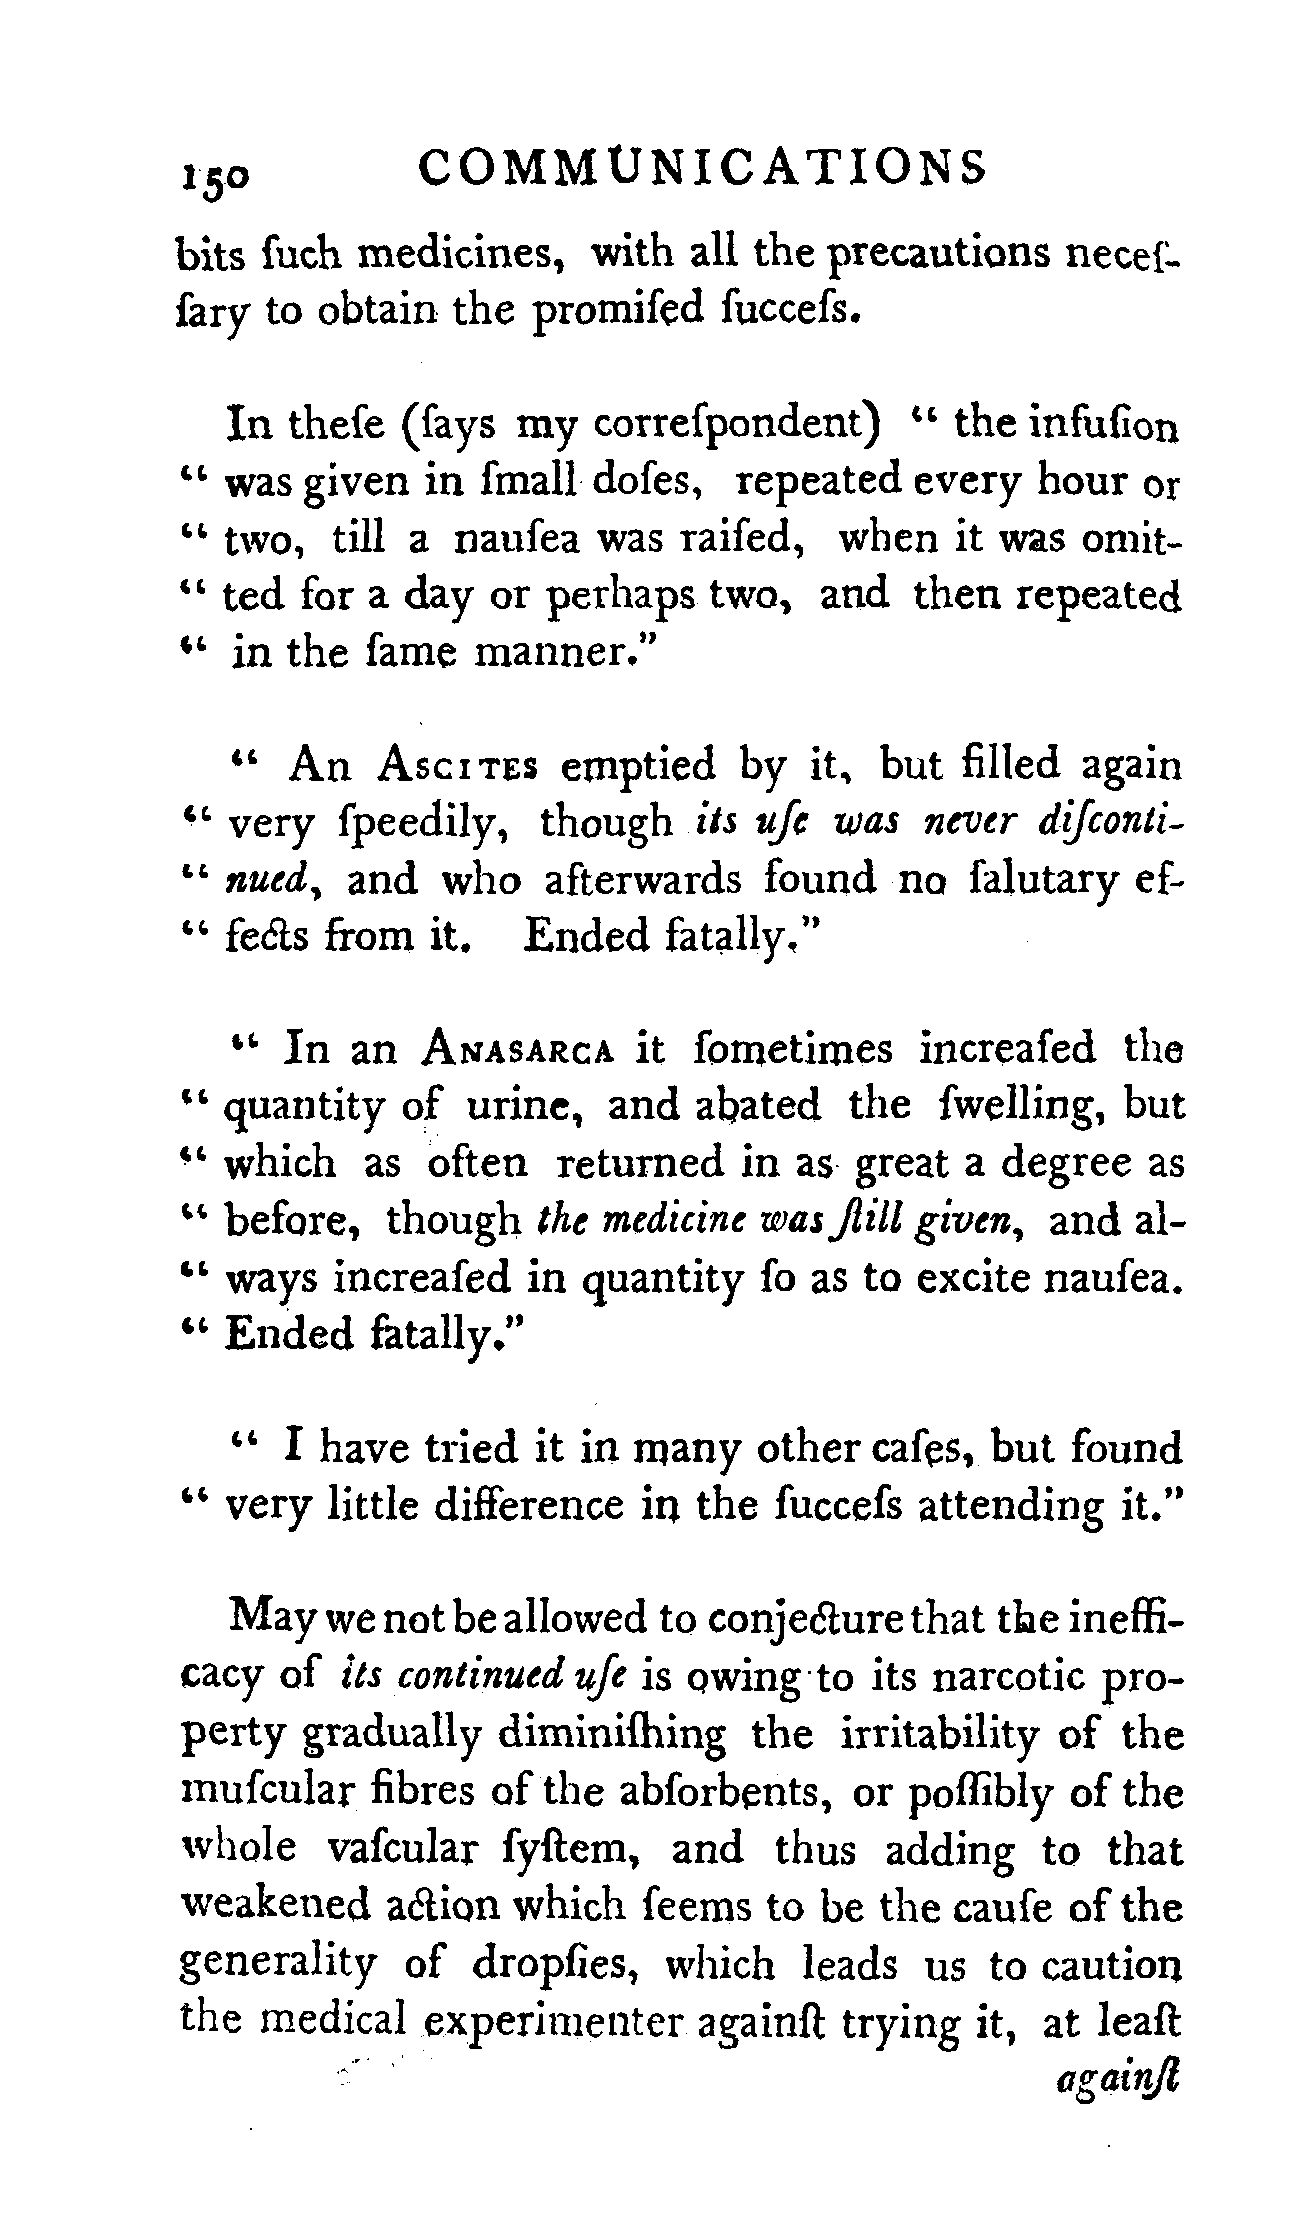 150 COMMUNICATIONS
bits ſuch medicines, with all the precautions neceſ-
ſary to obtain the promiſed ſucceſs.
In theſe (ſays my correſpondent) “ the infuſion
“ was given in ſmall doſes, repeated every hour or
“ two, till a nauſea was raiſed, when it was omit-
“ ted for a day or perhaps two, and then repeated
“ in the ſame manner.”
“ An ASCITES emptied by it, but filled again
“ very ſpeedily, though its uſe was never diſconti-
“ nued, and who afterwards found no ſalutary ef-
“ fects from it. Ended fatally.”
“ In an ANASARCA it ſometimes increaſed the
“ quantity of urine, and abated the ſwelling, but
“ which as often returned in as great a degree as
“ before, though the medicine was ſtill given, and al-
“ ways increaſed in quantity ſo as to excite nauſea.
“ Ended fatally.”
“ I have tried it in many other caſes, but found
“ very little difference in the ſucceſs attending it.”
May we not be allowed to conjecture that the ineffi-
cacy of its continued uſe is owing to its narcotic pro-
perty gradually diminiſhing the irritability of the
muſcular fibres of the abſorbents, or poſſibly of the
whole vaſcular ſyſtem, and thus adding to that
weakened action which ſeems to be the cauſe of the
generality of dropſies, which leads us to caution
the medical experimenter againſt trying it, at leaſt
againſt